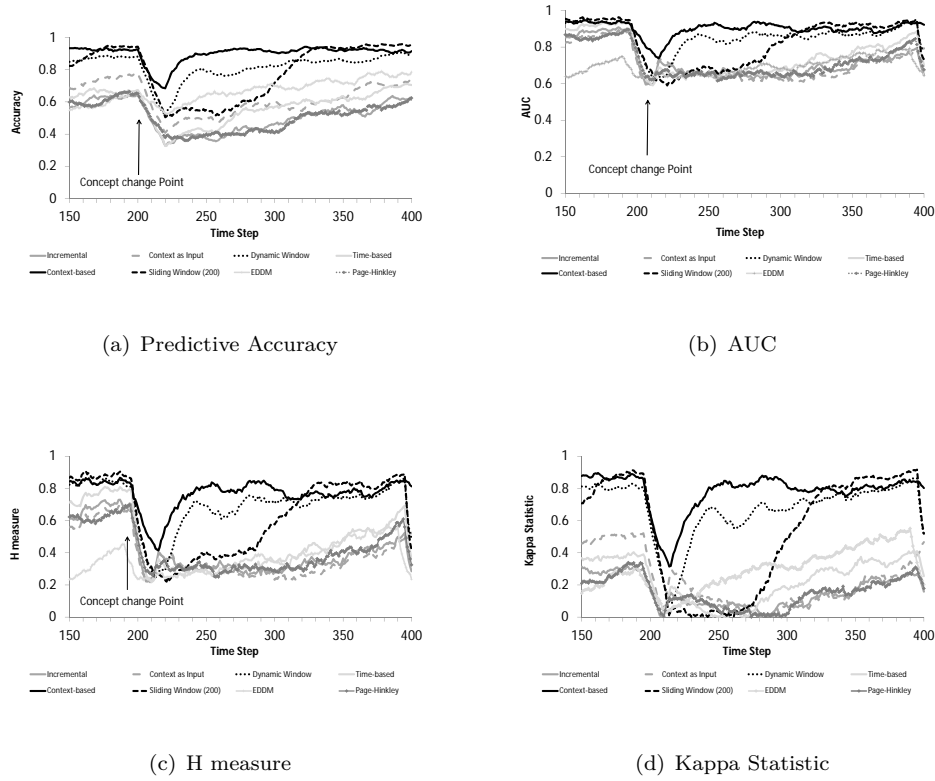 Accuracy
1
0.8
0.6
0.4
0.2
0
Concept change Point
150 200 250 300 350 400
Time Step
Incremental Context as Input Dynamic Window Time-based
Context-based Sliding Window (200) EDDM Page-Hinkley
(a) Predictive Accuracy
AUC
1
0.8
0.6
0.4
0.2
0
Concept change Point
150 200 250 300 350 400
Time Step
Incremental Context as Input Dynamic Window Time-based
Context-based Sliding Window (200) EDDM Page-Hinkley
(b) AUC
H measure
1
0.8
0.6
0.4
0.2
0
Concept change Point
150 200 250 300 350 400
Time Step
Incremental Context as Input Dynamic Window Time-based
Context-based Sliding Window (200) EDDM Page-Hinkley
(c) H measure
Kappa Statistic
1
0.8
0.6
0.4
0.2
0
150 200 250 300 350 400
Time Step
Incremental Context as Input Dynamic Window Time-based
Context-based Sliding Window (200) EDDM Page-Hinkley
(d) Kappa Statistic